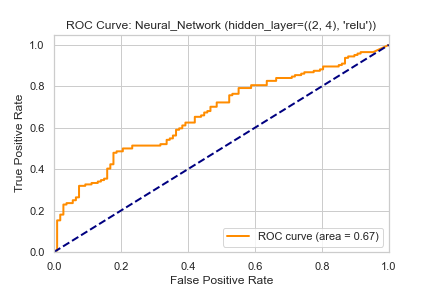 ROC Curve: Neural_Network (hidden_layer=((2, 4), 'relu'))
True Positive Rate
1.0
0.8
0.6
0.4
0.2
0.0
ROC curve (area = 0.67)
0.0 0.2 0.4 0.6 0.8 1.0
False Positive Rate